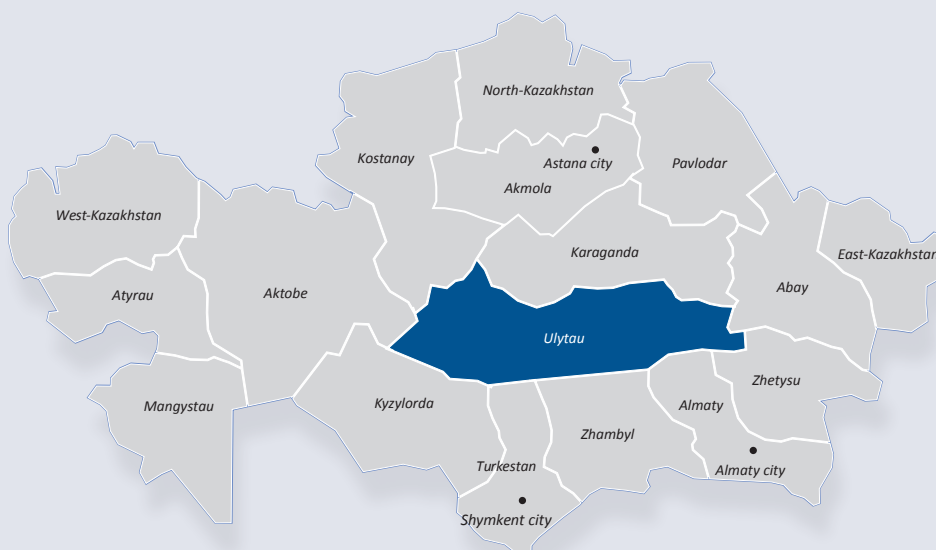 North-Kazakhstan
Kostanay
Astana city
Pavlodar
Akmola
West-Kazakhstan
Karaganda
East-Kazakhstan
Abay
Atyrau
Aktobe
Ulytau
Zhetysu
Mangystau
Kyzylorda
Almaty
Zhambyl
Turkestan
Almaty city
Shymkent city